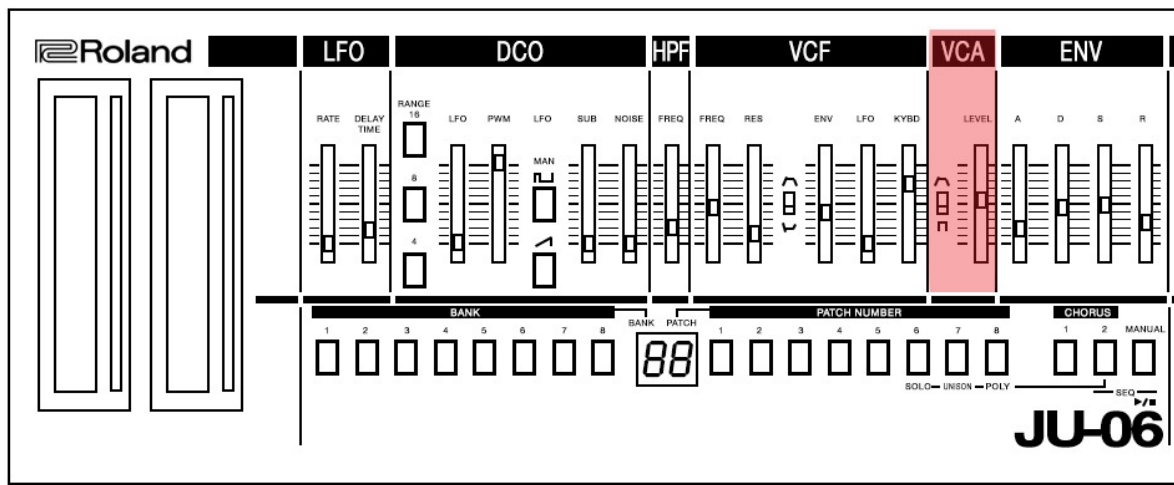 Roland
LFO DCO HPF VCF VCA ENV
RATE DELAY TIME RANGE 16 LFO PWM LFO SUB NOISE FREQ FREQ RES ENV LFO KYBD LEVEL A D S R
MAN
8
4
BANK BANK PATCH PATCH NUMBER CHORUS
1 2 3 4 5 6 7 8 88 1 2 3 4 5 6 7 8 1 2 MANUAL
SOLO UNISON POLY
SEQ
JU-06